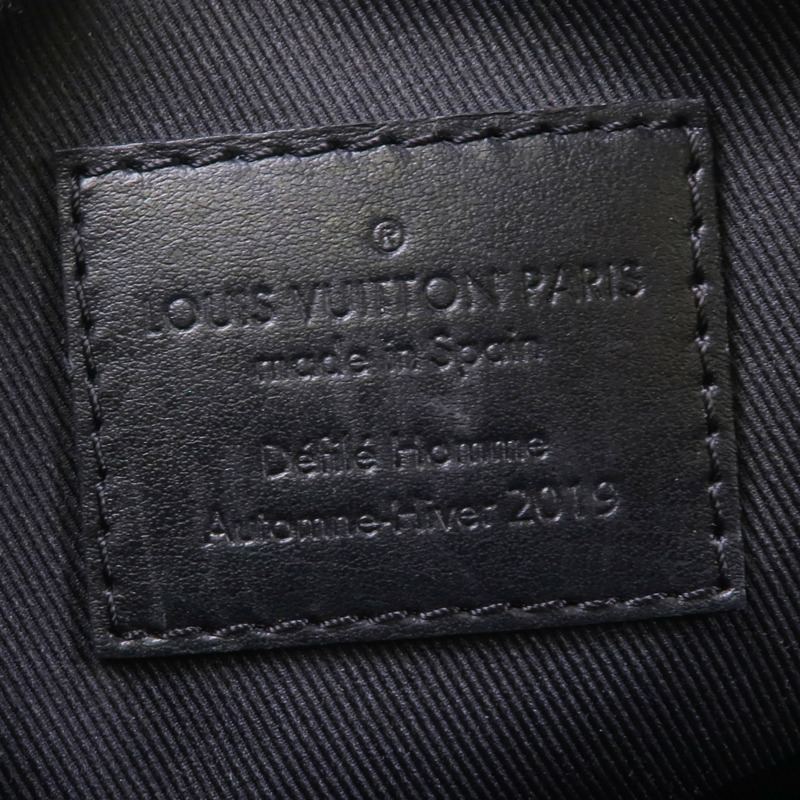 ®
LOUIS VUITTON PARIS
made in Spain
Défilé Homme
Automne-Hiver 2019